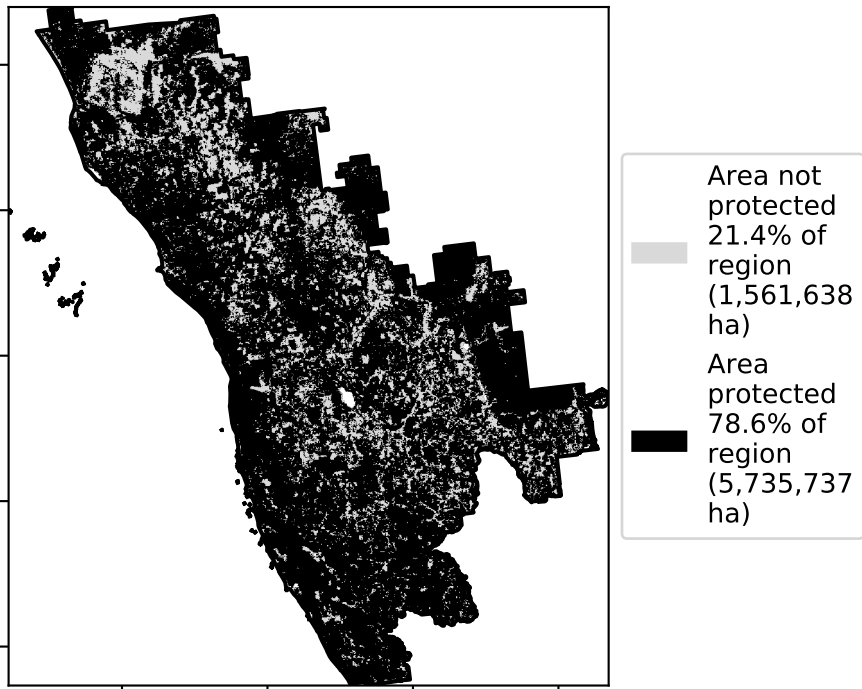 Area not
protected
21.4% of
region
(1,561,638
ha)
Area
protected
78.6% of
region
(5,735,737
ha)